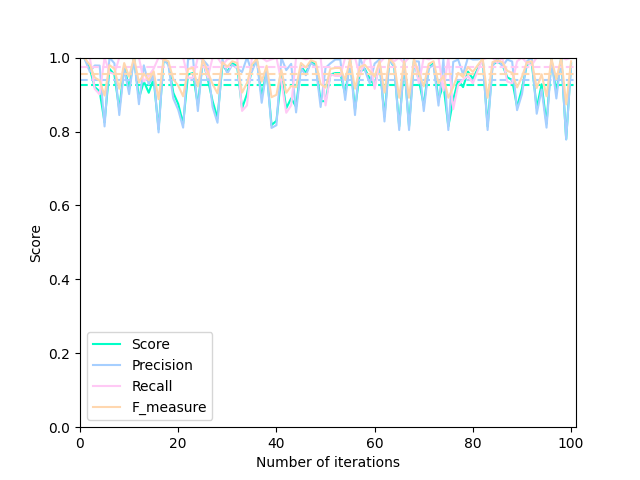 1.0
0.8
0.6
0.4
0.2
0.0
Score
Score
Precision
Recall
F_measure
0 20 40 60 80 100
Number of iterations